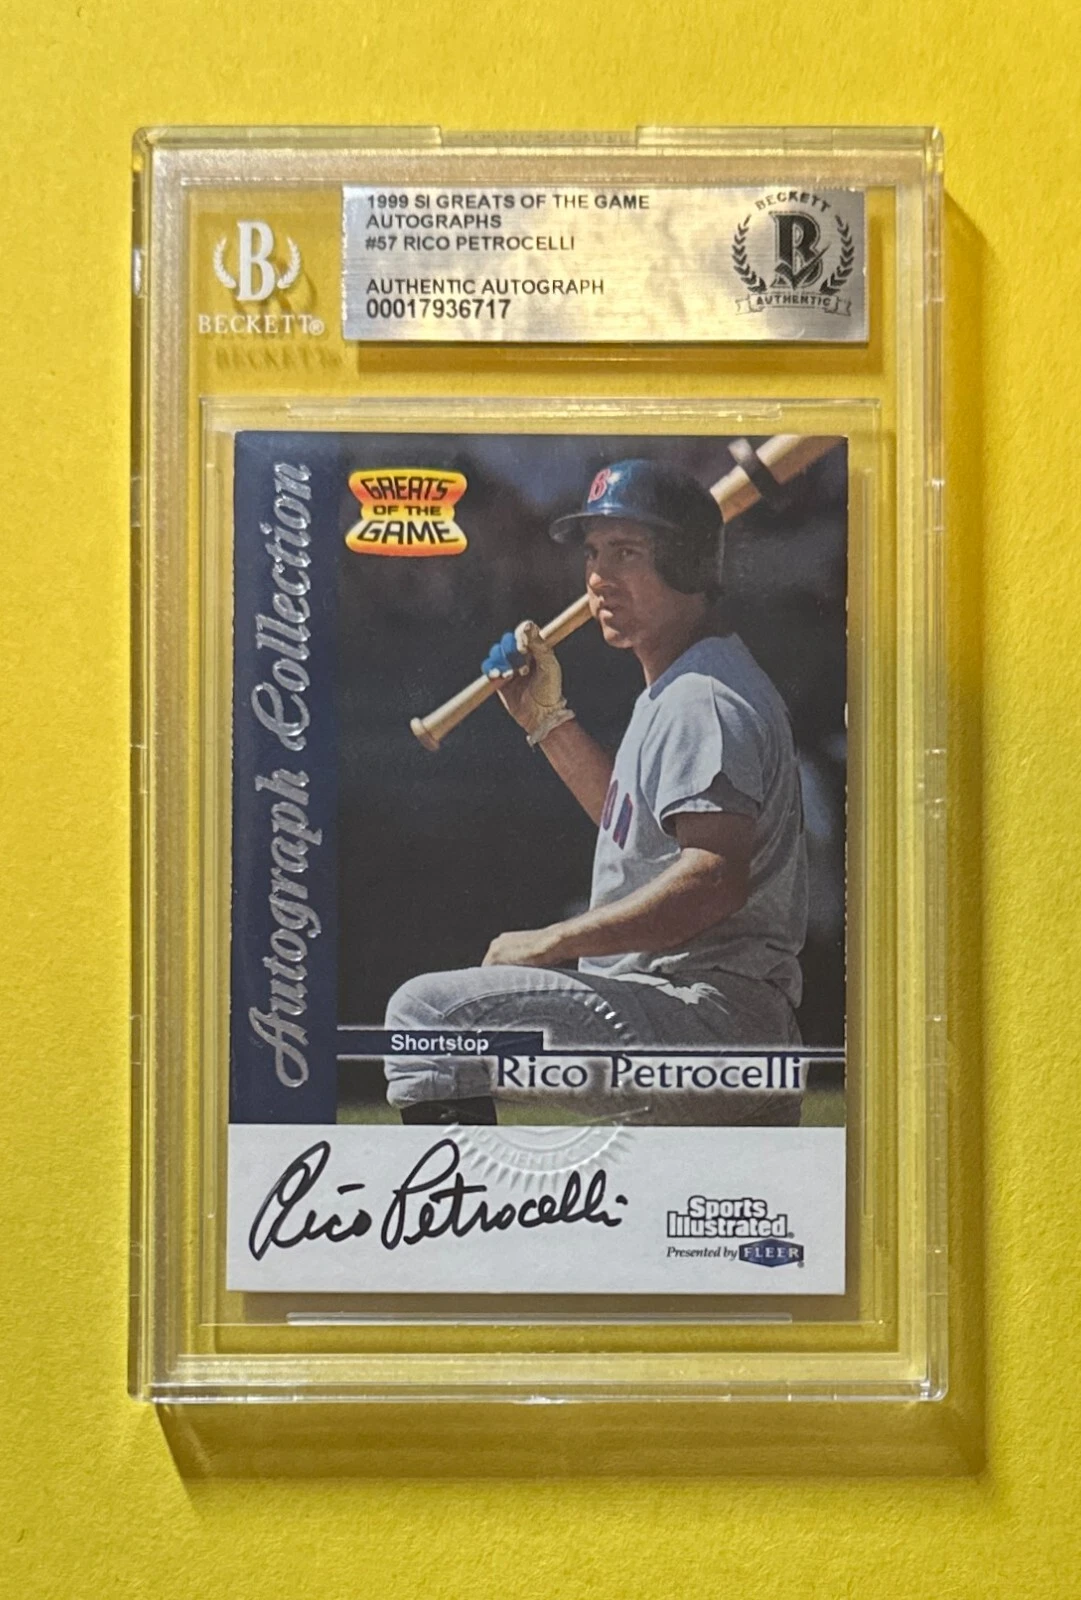 1999 SI GREATS OF THE GAME
AUTOGRAPHS
#57 RICO PETROCELLI
AUTHENTIC AUTOGRAPH
00017936717
B
BECKETT®
BECKETT
B
AUTHENTIC
Autograph Collection
GREATS
OF THE
GAME
B
Shortstop
Rico Petrocelli
AUTHENTIC
Rico Petrocelli
Sports
Illustrated®
Presented by FLEER®